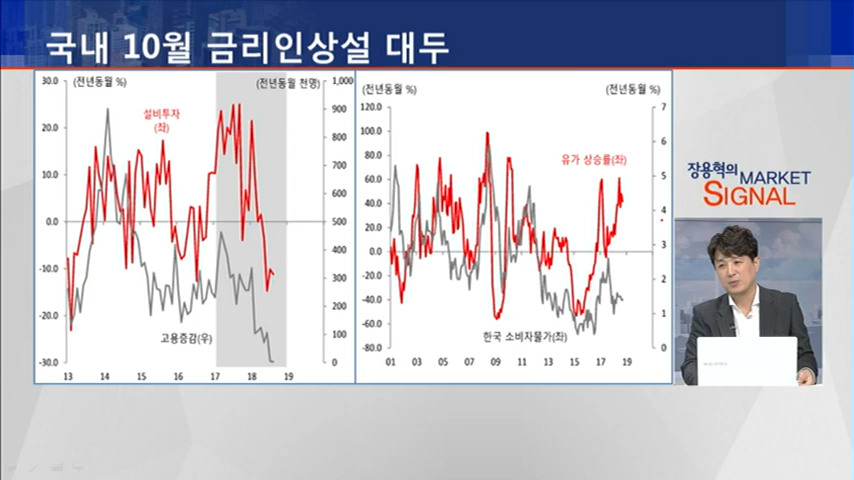 국내 10월 금리인상설 대두
(전년동월 %)
(전년동월 천명)
30.0
20.0
10.0
0.0
-10.0
-20.0
-30.0
1,000
900
800
700
600
500
400
300
200
100
0
설비투자
(좌)
고용증감(우)
13 14 15 16 17 18 19
(전년동월 %)
(전년동월 %)
120.0
100.0
80.0
60.0
40.0
20.0
0.0
-20.0
-40.0
-60.0
-80.0
7
6
5
4
3
2
1
0
유가 상승률(좌)
한국 소비자물가(좌)
01 03 05 07 09 11 13 15 17 19
장용혁의
MARKET
SIGNAL